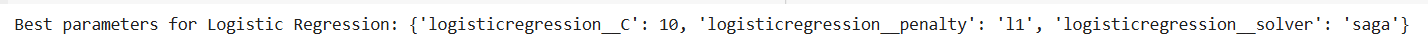 Best parameters for Logistic Regression: {'logisticregression__C': 10, 'logisticregression__penalty': 'l1', 'logisticregression__solver': 'saga'}